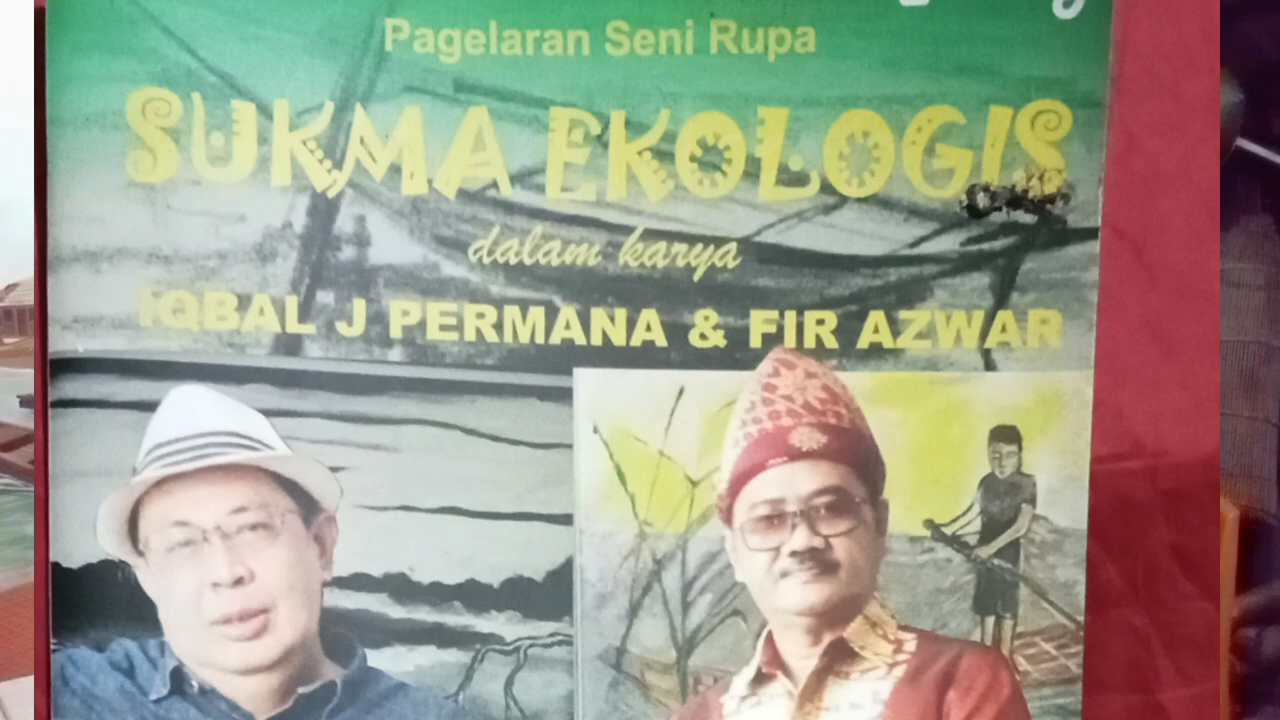 Pagelaran Seni Rupa
SUKMA EKOLOGIS
dalam karya
IQBAL J PERMANA & FIR AZWAR